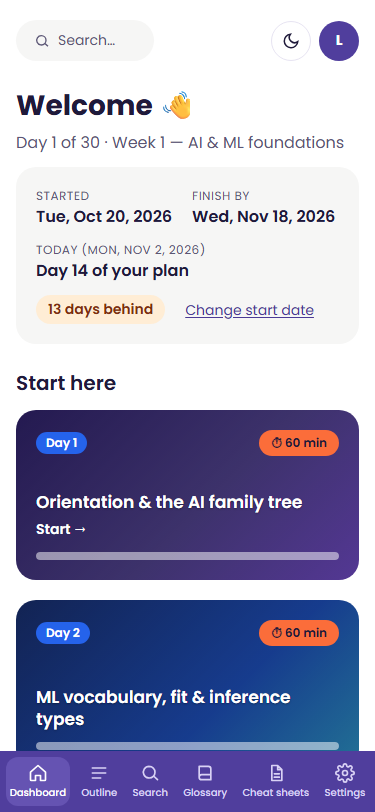 Search...
L
Welcome 👋
Day 1 of 30 · Week 1 — AI & ML foundations
STARTED
Tue, Oct 20, 2026
FINISH BY
Wed, Nov 18, 2026
TODAY (MON, NOV 2, 2026)
Day 14 of your plan
13 days behind
Change start date
Start here
Day 1
⏱ 60 min
Orientation & the AI family tree
Start →
Day 2
⏱ 60 min
ML vocabulary, fit & inference
types
Dashboard
Outline
Search
Glossary
Cheat sheets
Settings